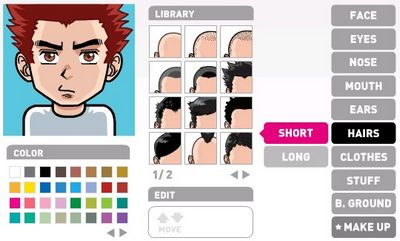 LIBRARY
1/2
EDIT
MOVE
COLOR
SHORT
LONG
FACE
EYES
NOSE
MOUTH
EARS
HAIRS
CLOTHES
STUFF
B. GROUND
★ MAKE UP